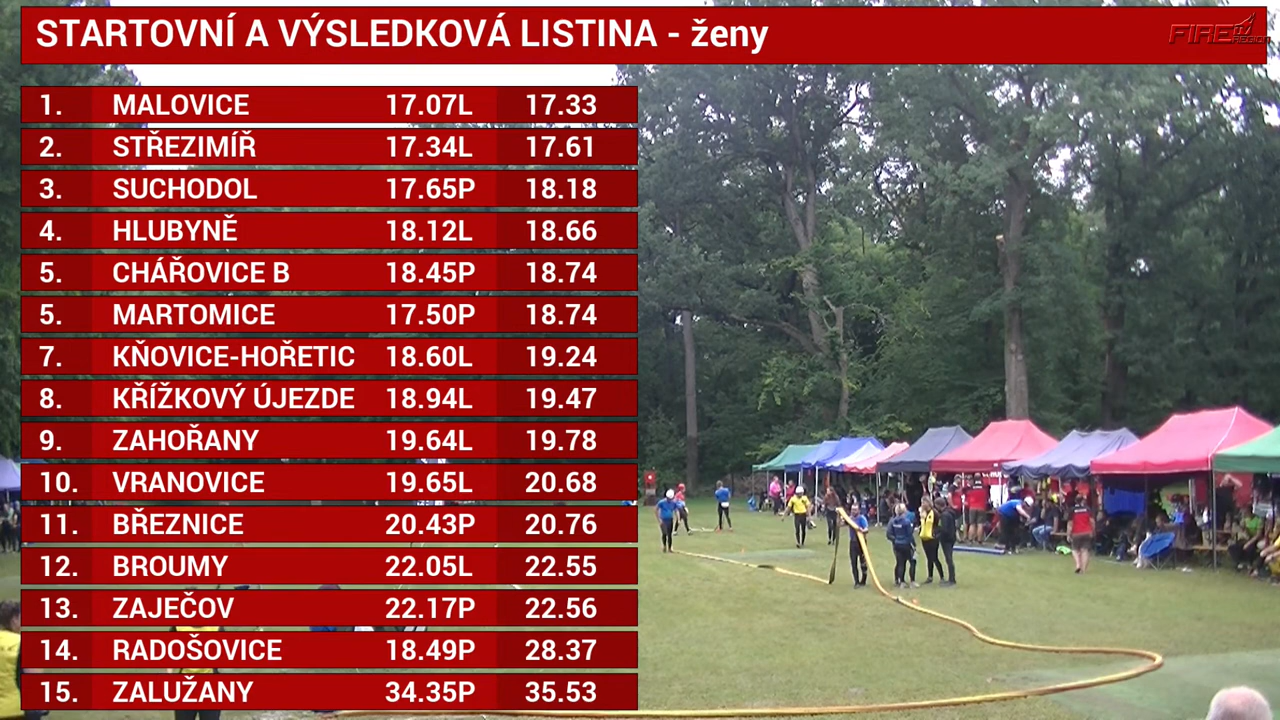 STARTOVNÍ A VÝSLEDKOVÁ LISTINA - ženy
FIRE TV REGION
1. MALOVICE 17.07L 17.33
2. STŘEZIMÍŘ 17.34L 17.61
3. SUCHODOL 17.65P 18.18
4. HLUBYNĚ 18.12L 18.66
5. CHÁŘOVICE B 18.45P 18.74
5. MARTOMICE 17.50P 18.74
7. KŇOVICE-HOŘETIC 18.60L 19.24
8. KŘÍŽKOVÝ ÚJEZDE 18.94L 19.47
9. ZAHOŘANY 19.64L 19.78
10. VRANOVICE 19.65L 20.68
11. BŘEZNICE 20.43P 20.76
12. BROUMY 22.05L 22.55
13. ZAJEČOV 22.17P 22.56
14. RADOŠOVICE 18.49P 28.37
15. ZALUŽANY 34.35P 35.53